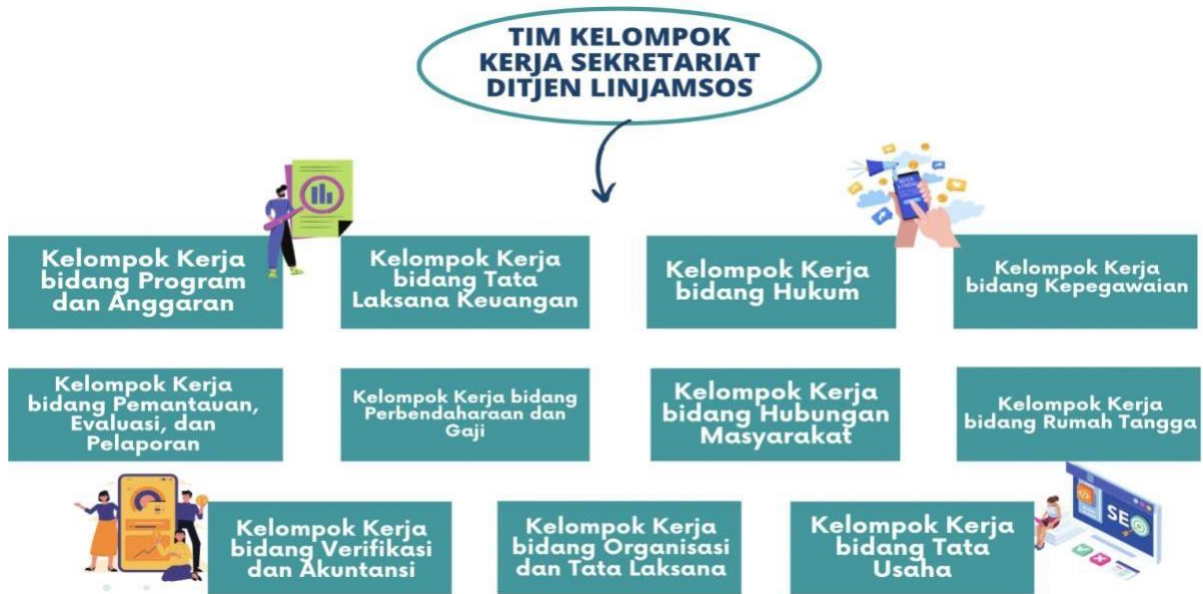 TIM KELOMPOK
KERJA SEKRETARIAT
DITJEN LINJAMSOS
Kelompok Kerja
bidang Program
dan Anggaran
Kelompok Kerja
bidang Tata
Laksana Keuangan
Kelompok Kerja
bidang Hukum
Kelompok Kerja
bidang Kepegawaian
Kelompok Kerja
bidang Pemantauan,
Evaluasi, dan
Pelaporan
Kelompok Kerja bidang
Perbendaharaan dan
Gaji
Kelompok Kerja
bidang Hubungan
Masyarakat
Kelompok Kerja
bidang Rumah Tangga
Kelompok Kerja
bidang Verifikasi
dan Akuntansi
Kelompok Kerja
bidang Organisasi
dan Tata Laksana
Kelompok Kerja
bidang Tata
Usaha
SEO